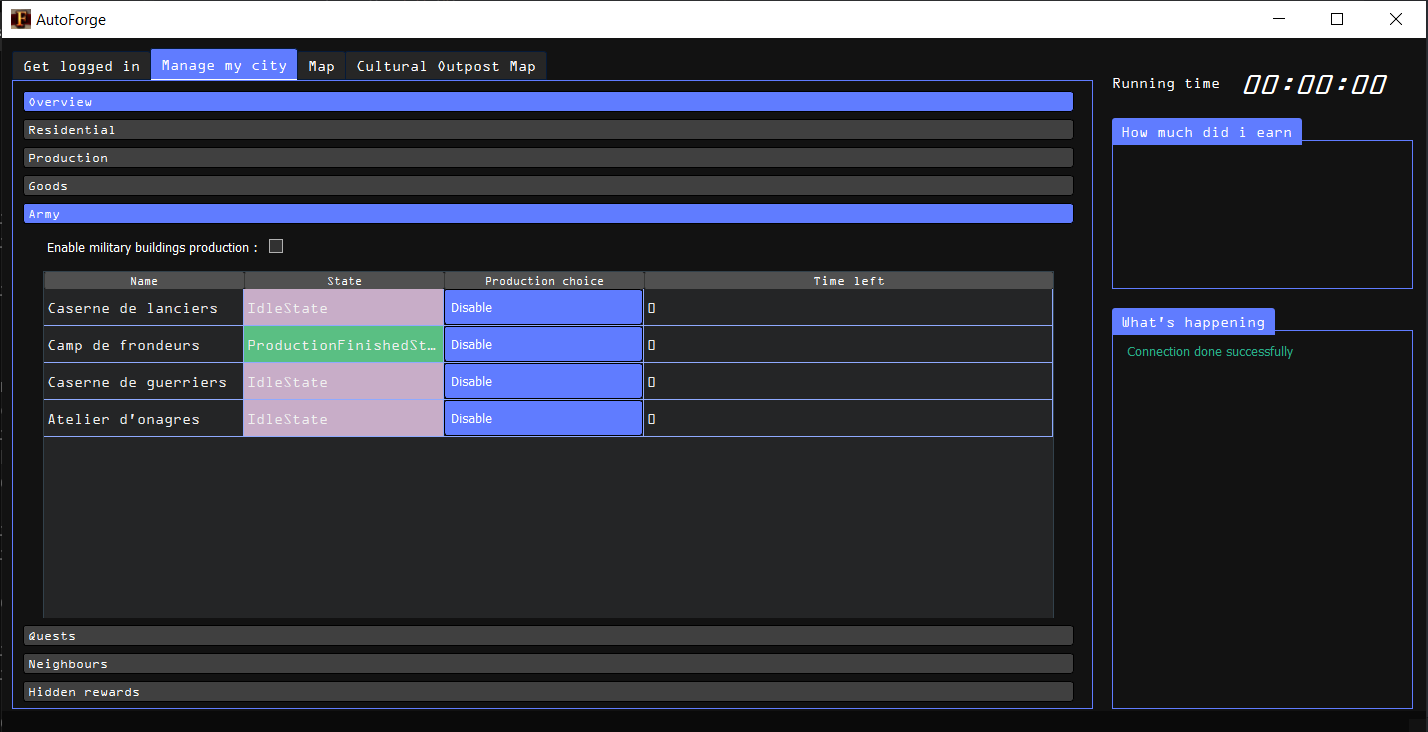 AutoForge
Get logged in Manage my city Map Cultural Outpost Map
Running time 00:00:00
Overview
Residential
Production
Goods
Army
Enable military buildings production :
Name State Production choice Time left
Caserne de lanciers IdleState Disable 0
Camp de frondeurs ProductionFinishedSt… Disable 0
Caserne de guerriers IdleState Disable 0
Atelier d'onagres IdleState Disable 0
Quests
Neighbours
Hidden rewards
How much did i earn
What's happening
Connection done successfully